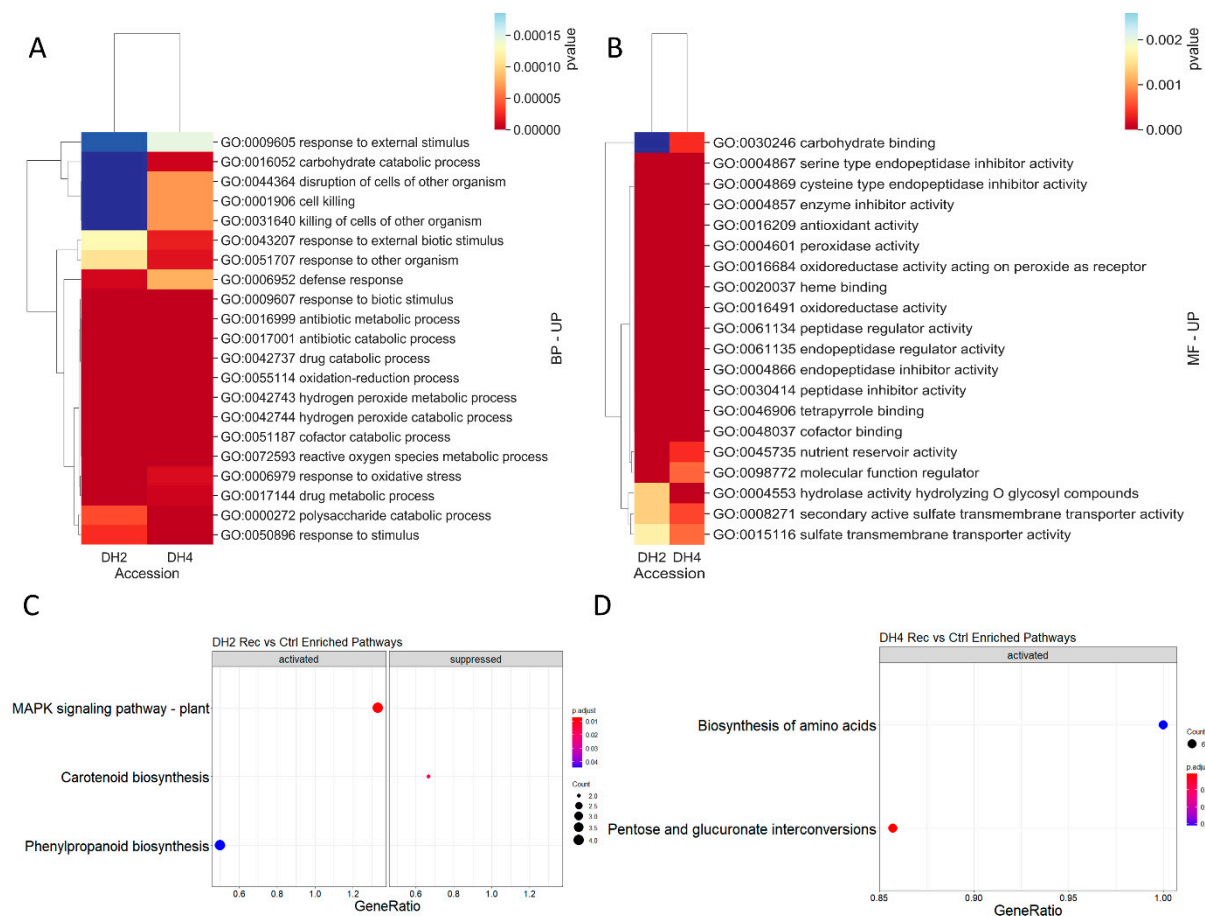 A
0.00015
0.00010
0.00005
0.00000
pvalue
GO:0009605 response to external stimulus
GO:0016052 carbohydrate catabolic process
GO:0044364 disruption of cells of other organism
GO:0001906 cell killing
GO:0031640 killing of cells of other organism
GO:0043207 response to external biotic stimulus
GO:0051707 response to other organism
GO:0006952 defense response
GO:0009607 response to biotic stimulus
GO:0016999 antibiotic metabolic process
GO:0017001 antibiotic catabolic process
GO:0042737 drug catabolic process
GO:0055114 oxidation-reduction process
GO:0042743 hydrogen peroxide metabolic process
GO:0042744 hydrogen peroxide catabolic process
GO:0051187 cofactor catabolic process
GO:0072593 reactive oxygen species metabolic process
GO:0006979 response to oxidative stress
GO:0017144 drug metabolic process
GO:0000272 polysaccharide catabolic process
GO:0050896 response to stimulus
BP - UP
DH2 DH4
Accession
B
0.002
0.001
0.000
pvalue
GO:0030246 carbohydrate binding
GO:0004867 serine type endopeptidase inhibitor activity
GO:0004869 cysteine type endopeptidase inhibitor activity
GO:0004857 enzyme inhibitor activity
GO:0016209 antioxidant activity
GO:0004601 peroxidase activity
GO:0016684 oxidoreductase activity acting on peroxide as receptor
GO:0020037 heme binding
GO:0016491 oxidoreductase activity
GO:0061134 peptidase regulator activity
GO:0061135 endopeptidase regulator activity
GO:0004866 endopeptidase inhibitor activity
GO:0030414 peptidase inhibitor activity
GO:0046906 tetrapyrrole binding
GO:0048037 cofactor binding
GO:0045735 nutrient reservoir activity
GO:0098772 molecular function regulator
GO:0004553 hydrolase activity hydrolyzing O glycosyl compounds
GO:0008271 secondary active sulfate transmembrane transporter activity
GO:0015116 sulfate transmembrane transporter activity
MF - UP
DH2 DH4
Accession
C
DH2 Rec vs Ctrl Enriched Pathways
activated suppressed
MAPK signaling pathway - plant
Carotenoid biosynthesis
Phenylpropanoid biosynthesis
0.6 0.8 1.0 1.2 0.6 0.8 1.0 1.2
GeneRatio
p.adjust
0.01
0.02
0.03
0.04
Count
2.0
2.5
3.0
3.5
4.0
D
DH4 Rec vs Ctrl Enriched Pathways
activated
Biosynthesis of amino acids
Pentose and glucuronate interconversions
0.85 0.90 0.95 1.00
GeneRatio
Count
6